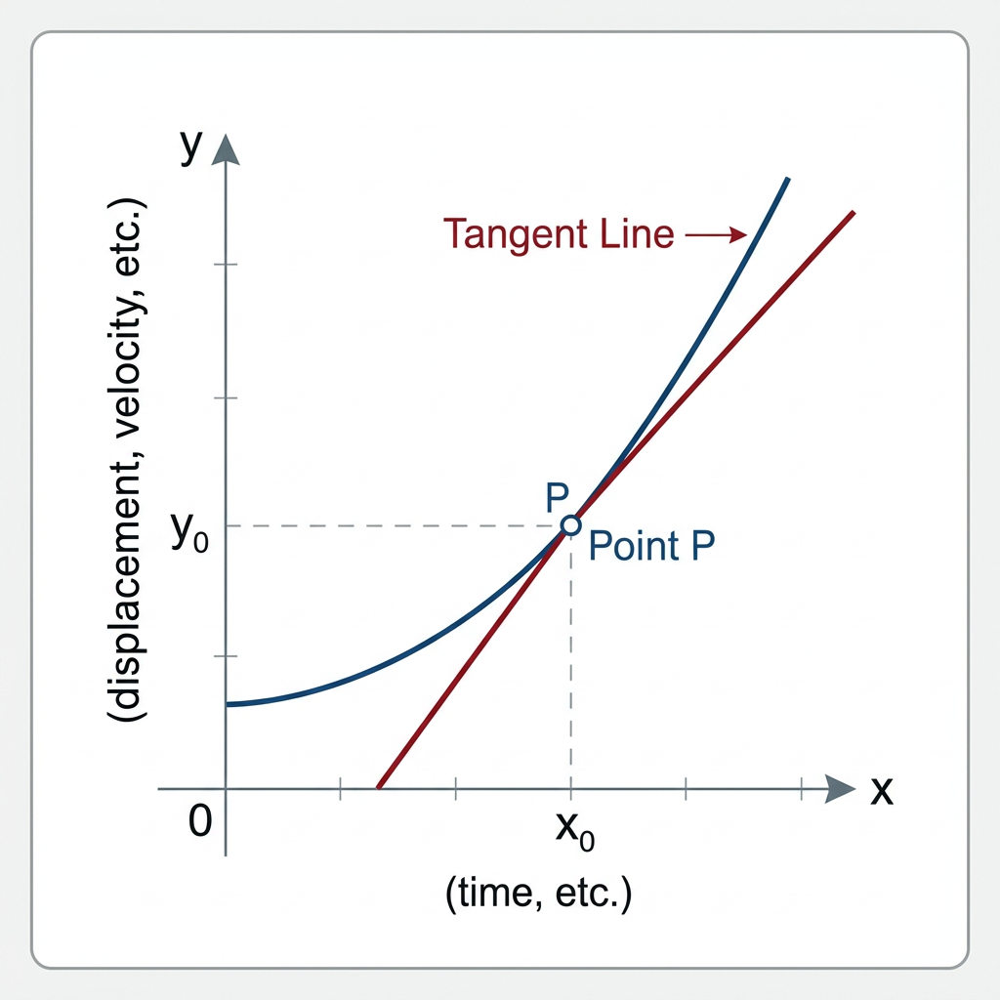 y
(displacement, velocity, etc.)
Tangent Line
P
y₀
Point P
x
0
x₀
(time, etc.)